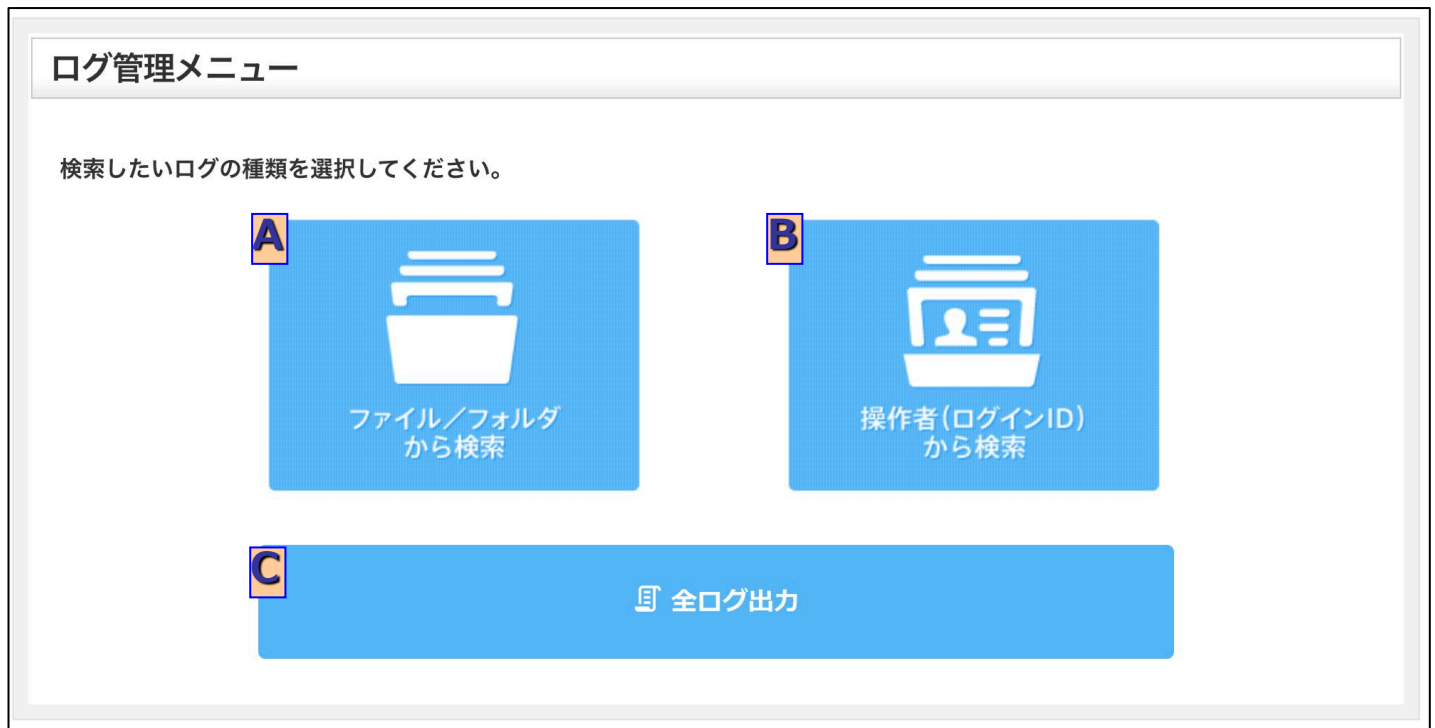 ログ管理メニュー
検索したいログの種類を選択してください。
A
B
ファイル／フォルダ
から検索
操作者(ログインID)
から検索
C
全ログ出力